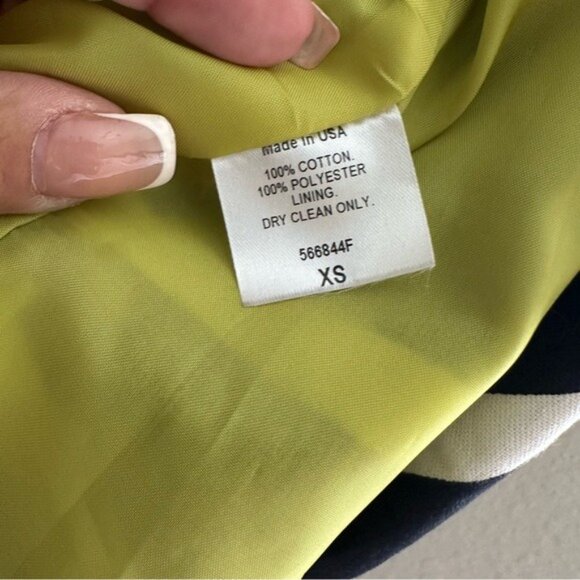 Made in USA
100% COTTON.
100% POLYESTER
LINING.
DRY CLEAN ONLY.
566844F
XS